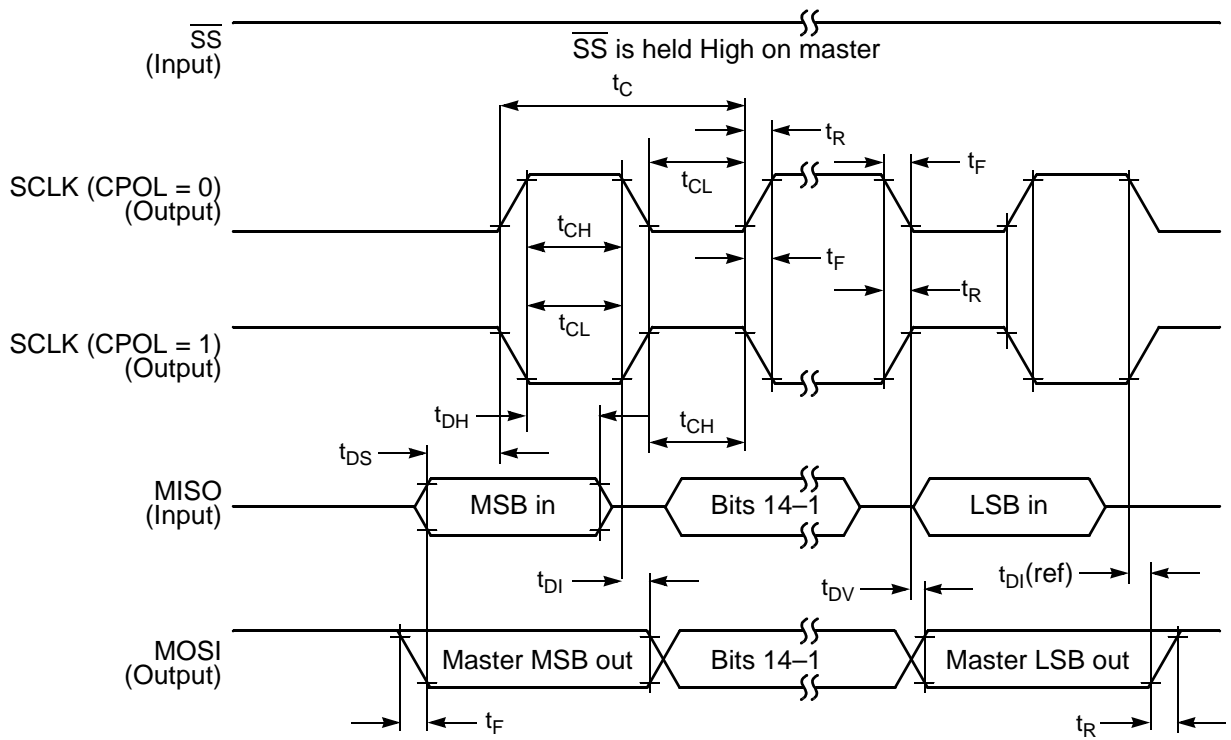 S̅S̅
(Input)
S̅S̅ is held High on master
tC
tR
tF
SCLK (CPOL = 0)
(Output)
tCL
tCH
tF
tR
tCL
SCLK (CPOL = 1)
(Output)
tDH
tCH
tDS
MISO
(Input)
MSB in
Bits 14–1
LSB in
tDI
tDV
tDI(ref)
MOSI
(Output)
Master MSB out
Bits 14–1
Master LSB out
tF
tR